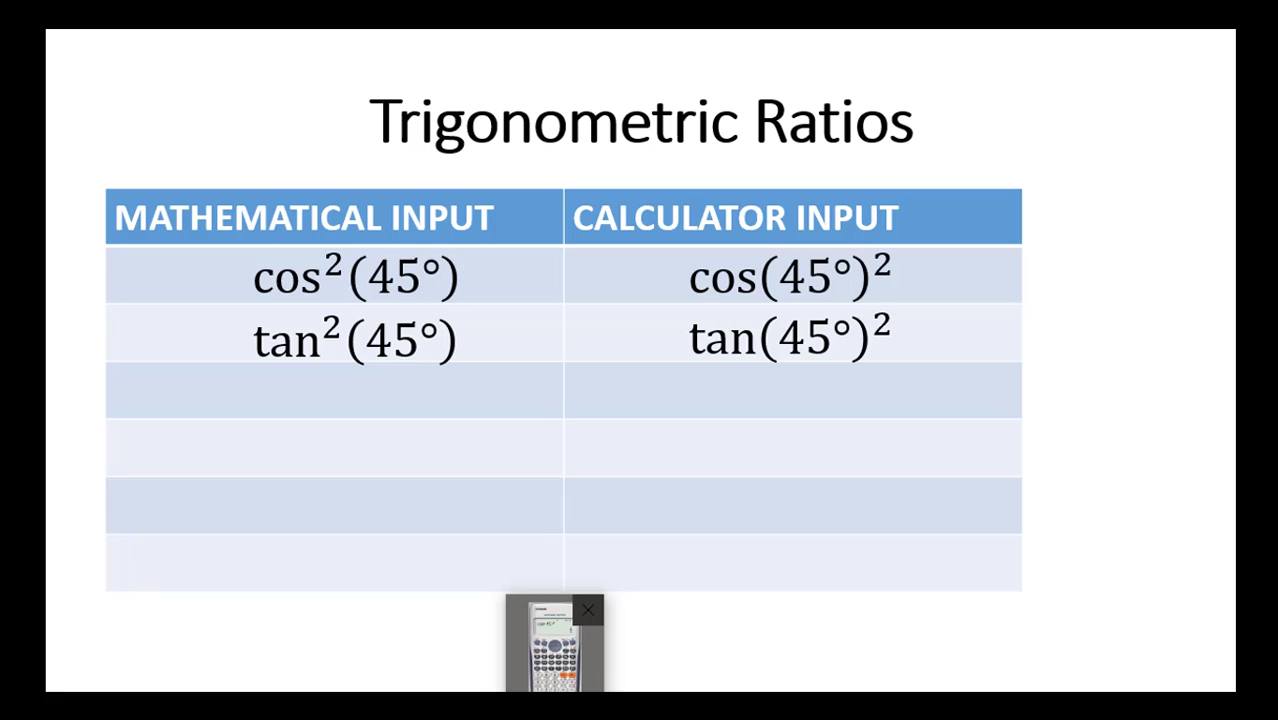 Trigonometric Ratios
MATHEMATICAL INPUT CALCULATOR INPUT
cos²(45°) cos(45°)²
tan²(45°) tan(45°)²